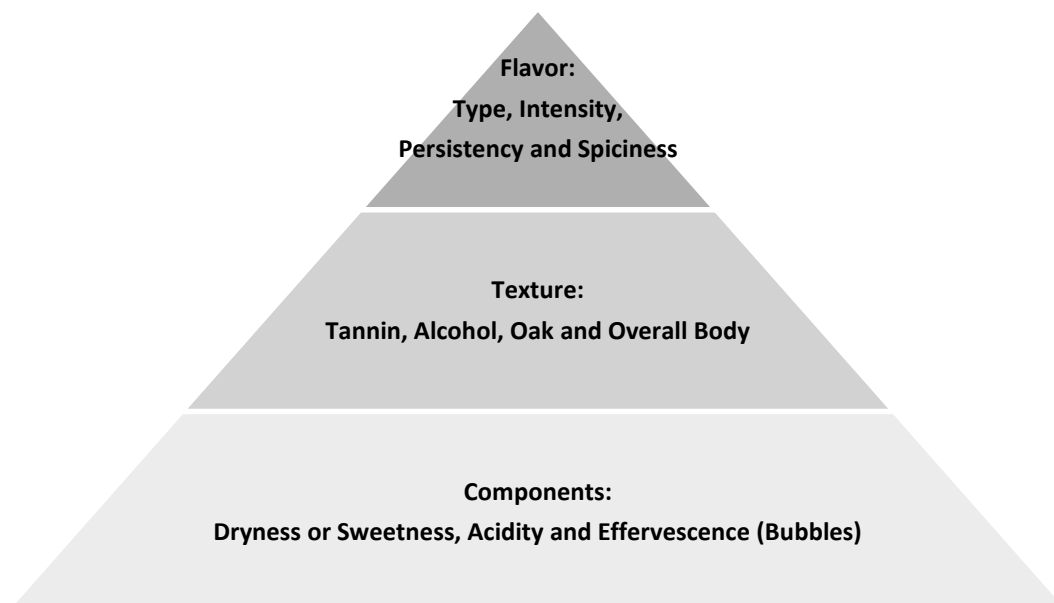 Flavor:
Type, Intensity,
Persistency and Spiciness
Texture:
Tannin, Alcohol, Oak and Overall Body
Components:
Dryness or Sweetness, Acidity and Effervescence (Bubbles)